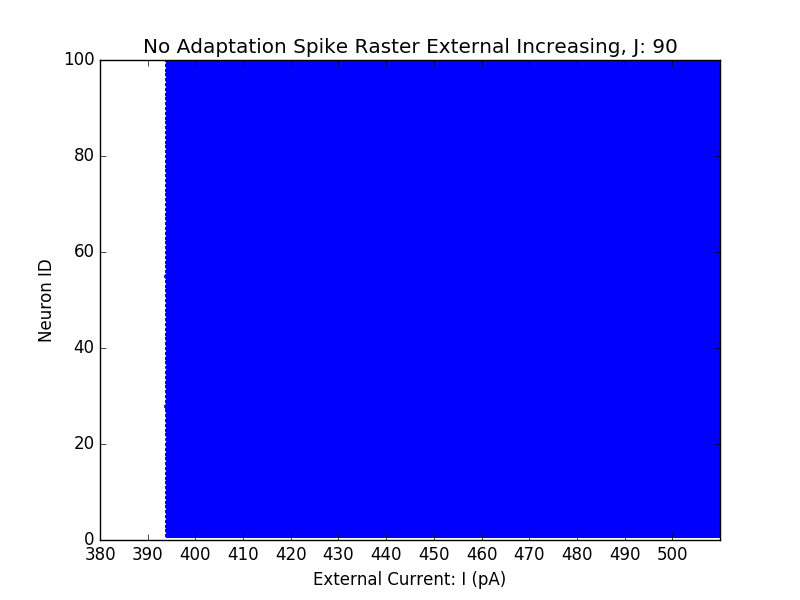 No Adaptation Spike Raster External Increasing, J: 90
100
80
60
40
20
0
Neuron ID
380 390 400 410 420 430 440 450 460 470 480 490 500
External Current: I (pA)